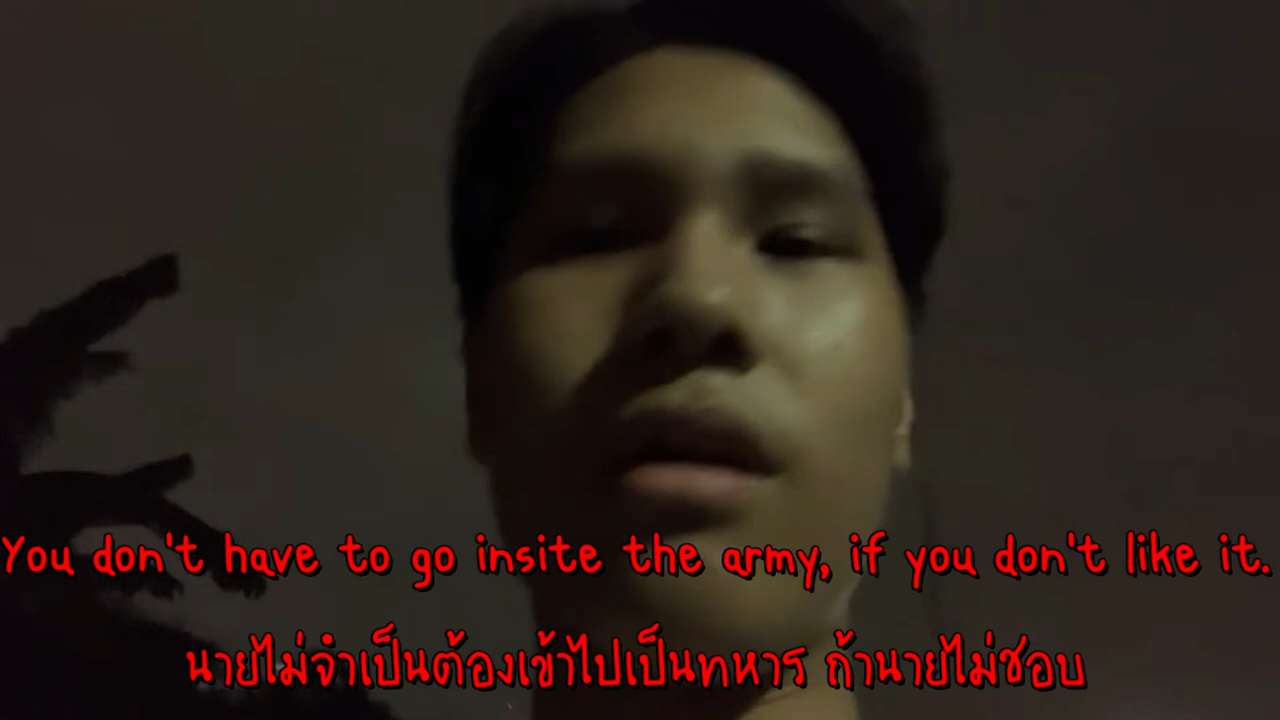 You don't have to go insite the army, if you don't like it.
นายไม่จำเป็นต้องเข้าไปเป็นทหาร ถ้านายไม่ชอบ